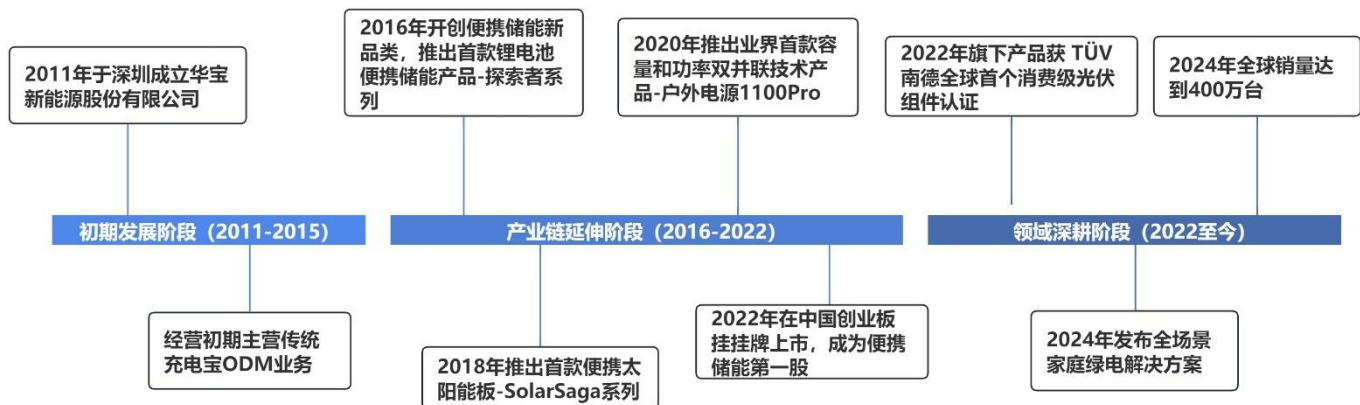 2011年于深圳成立华宝
新能源股份有限公司
2016年开创便携储能新
品类，推出首款锂电池
便携储能产品-探索者系
列
2020年推出业界首款容
量和功率双并联技术产
品-户外电源1100Pro
2022年旗下产品获 TÜV
南德全球首个消费级光伏
组件认证
2024年全球销量达
到400万台
初期发展阶段（2011-2015）
产业链延伸阶段（2016-2022）
领域深耕阶段（2022至今）
经营初期主营传统
充电宝ODM业务
2018年推出首款便携太
阳能板-SolarSaga系列
2022年在中国创业板
挂挂牌上市，成为便携
储能第一股
2024年发布全场景
家庭绿电解决方案